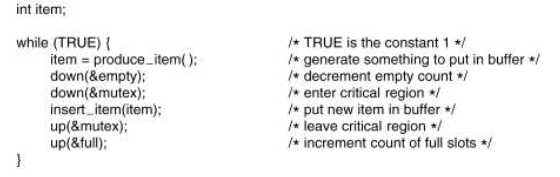 int item;
while (TRUE) { /* TRUE is the constant 1 */
item = produce_item( ); /* generate something to put in buffer */
down(&empty); /* decrement empty count */
down(&mutex); /* enter critical region */
insert_item(item); /* put new item in buffer */
up(&mutex); /* leave critical region */
up(&full); /* increment count of full slots */
}